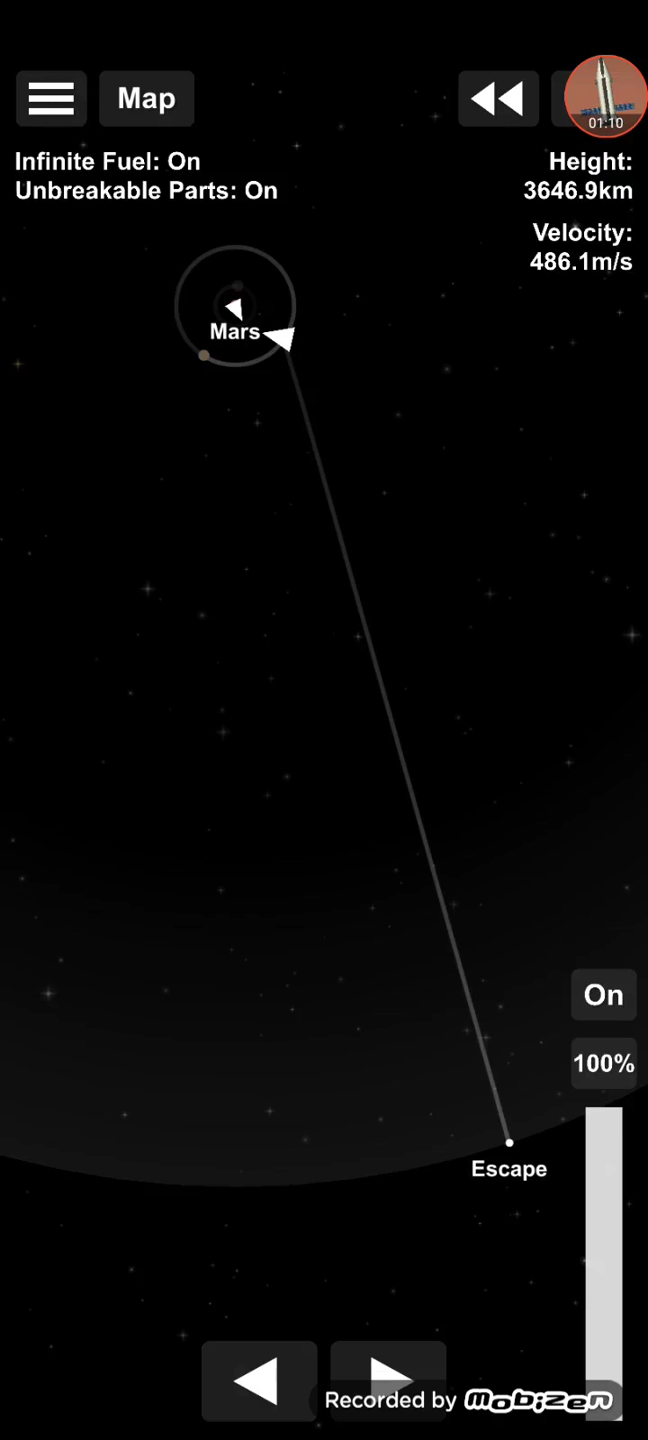 Map
01:10
Infinite Fuel: On
Unbreakable Parts: On
Height:
3646.9km
Velocity:
486.1m/s
Mars
On
100%
Escape
Recorded by mobizen